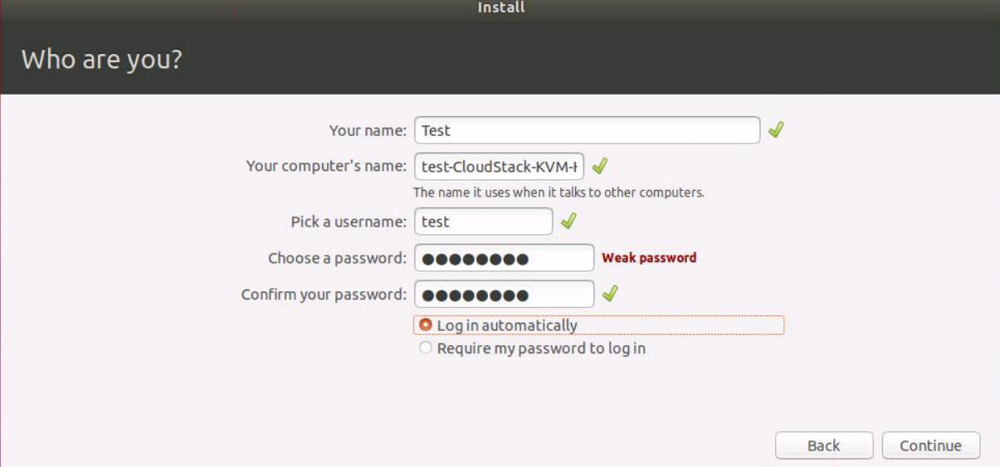 Install
Who are you?
Your name: Test
Your computer's name: test-CloudStack-KVM-
The name it uses when it talks to other computers.
Pick a username: test
Choose a password: ●●●●●●●● Weak password
Confirm your password: ●●●●●●●●
Log in automatically
Require my password to log in
Back Continue